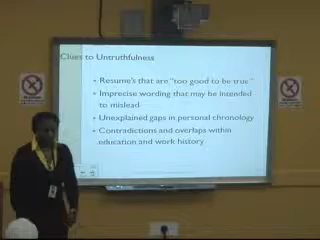 Clues to Untruthfulness
• Resume's that are "too good to be true"
• Imprecise wording that may be intended
to mislead
• Unexplained gaps in personal chronology
• Contradictions and overlaps within
education and work history